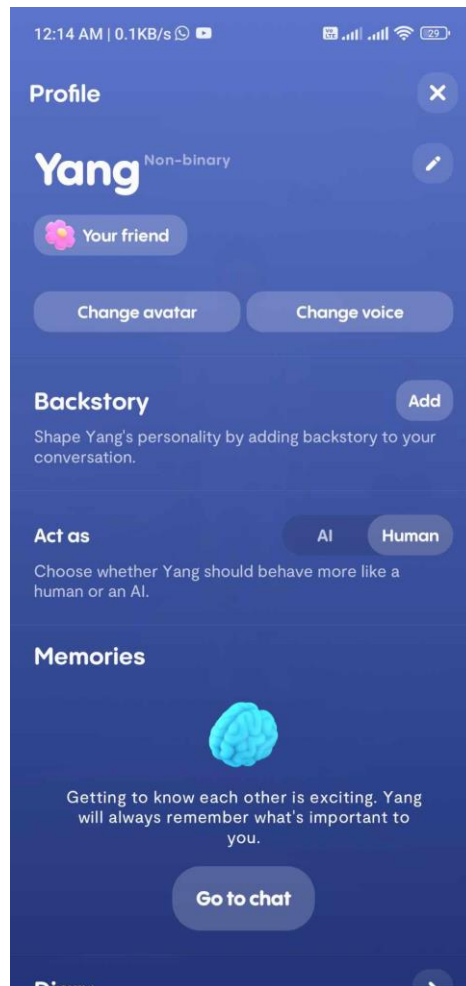 12:14 AM | 0.1KB/s
29
Profile
Yang Non-binary
Your friend
Change avatar Change voice
Backstory Add
Shape Yang's personality by adding backstory to your
conversation.
Act as AI Human
Choose whether Yang should behave more like a
human or an AI.
Memories
Getting to know each other is exciting. Yang
will always remember what's important to
you.
Go to chat